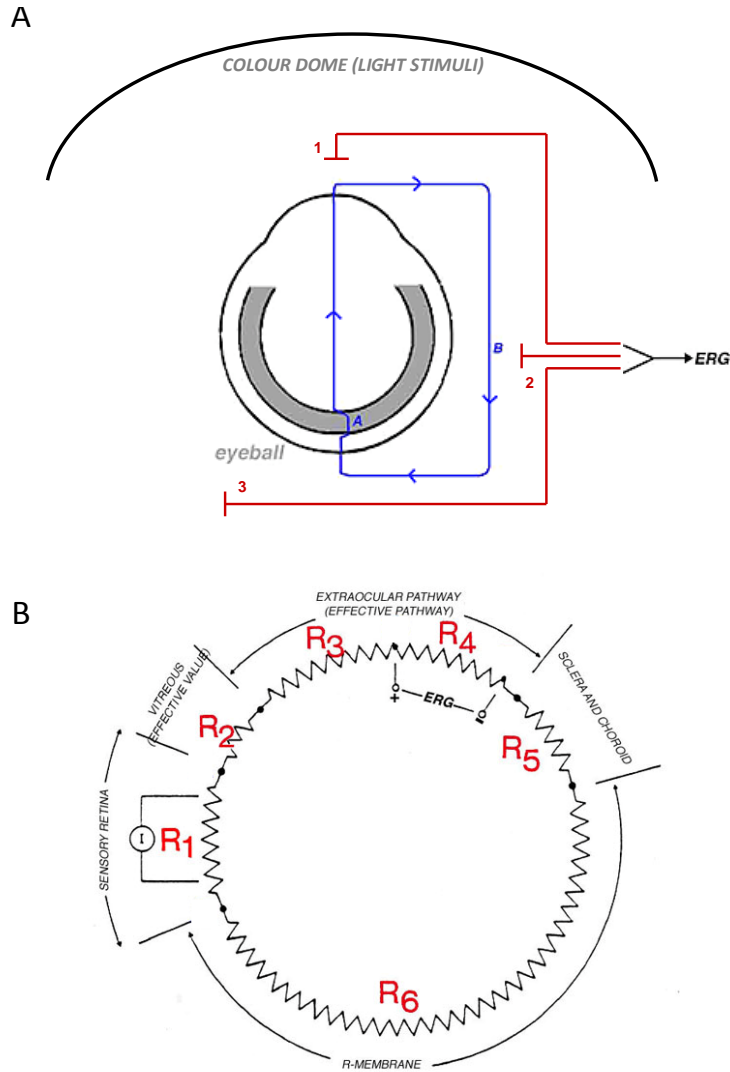 A
COLOUR DOME (LIGHT STIMULI)
1
B
2
ERG
A
eyeball
3
B
EXTRAOCULAR PATHWAY
(EFFECTIVE PATHWAY)
R3
R4
SCLERA AND CHOROID
VITREOUS
(EFFECTIVE VALUE)
+
ERG
-
R2
R5
SENSORY RETINA
I
R1
R6
R-MEMBRANE